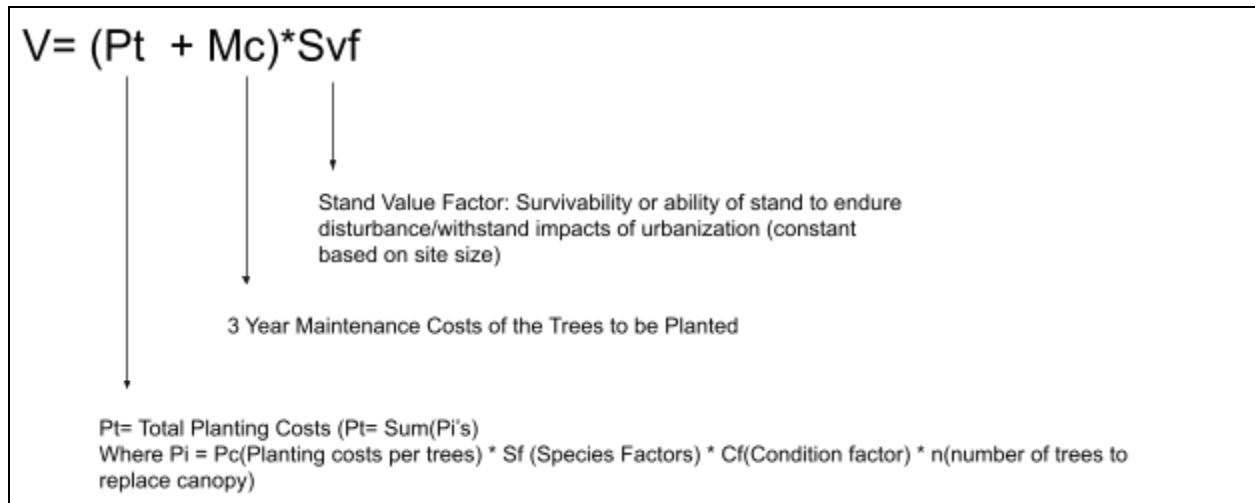 V= (Pt + Mc)*Svf
Stand Value Factor: Survivability or ability of stand to endure
disturbance/withstand impacts of urbanization (constant
based on site size)
3 Year Maintenance Costs of the Trees to be Planted
Pt= Total Planting Costs (Pt= Sum(Pi's)
Where Pi = Pc(Planting costs per trees) * Sf (Species Factors) * Cf(Condition factor) * n(number of trees to
replace canopy)